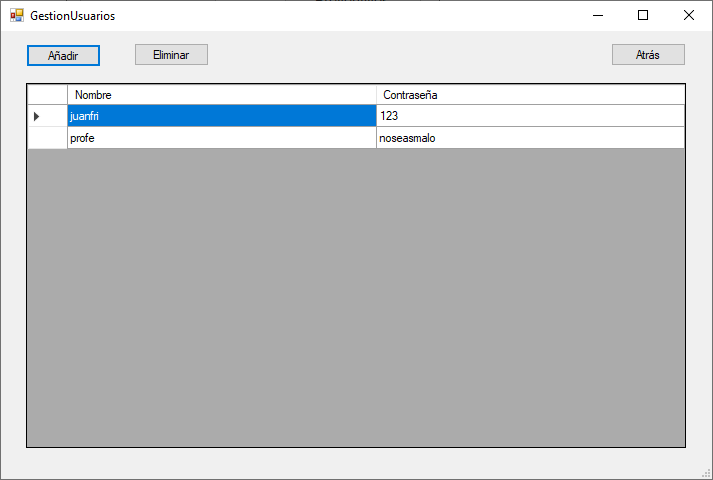 GestionUsuarios
Añadir Eliminar Atrás
Nombre Contraseña
juanfri 123
profe noseasmalo